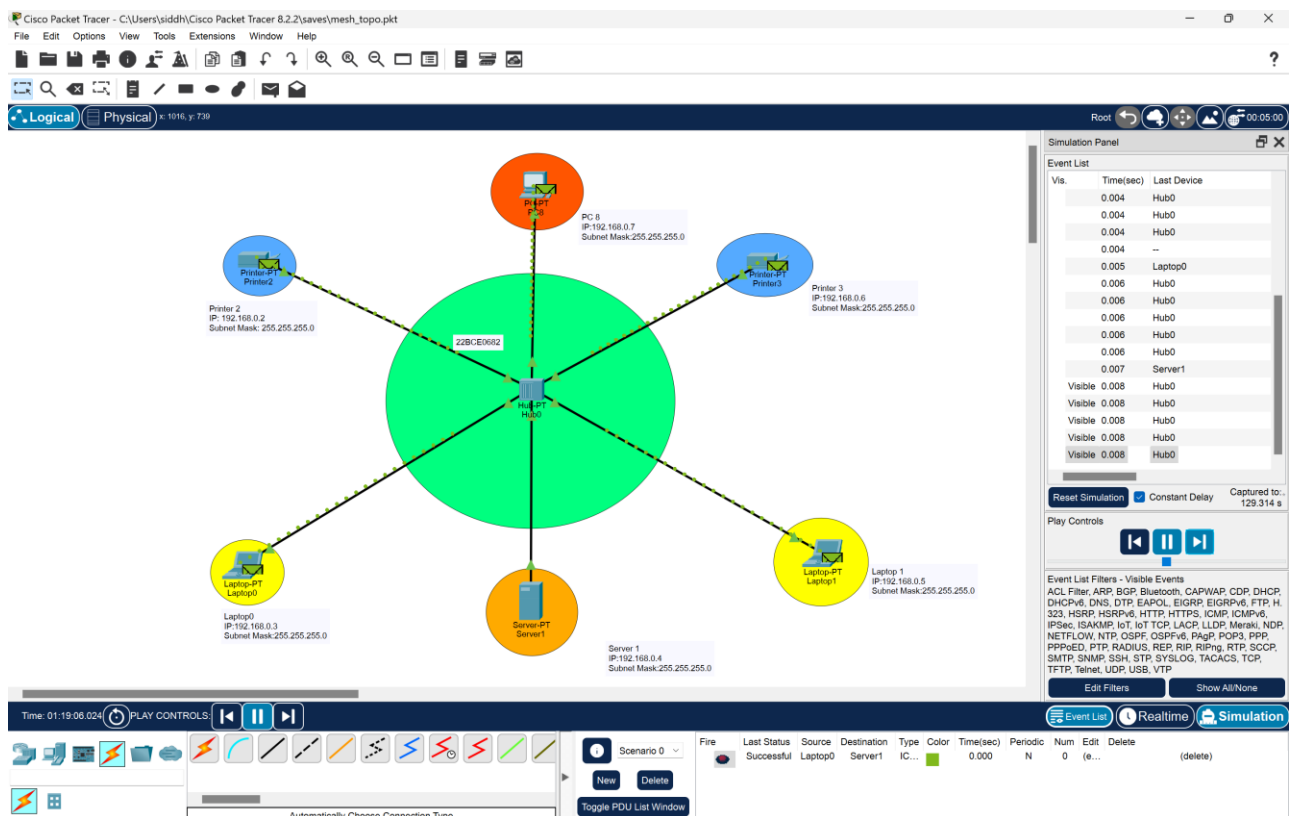 Cisco Packet Tracer - C:\Users\siddh\Cisco Packet Tracer 8.2.2\saves\mesh_topo.pkt
File Edit Options View Tools Extensions Window Help
?
Logical Physical x: 1016, y: 739 Root 00:05:00
PC-PT
PC8
PC 8
IP:192.168.0.7
Subnet Mask:255.255.255.0
Printer-PT
Printer2
Printer 2
IP: 192.168.0.2
Subnet Mask: 255.255.255.0
Printer-PT
Printer3
Printer 3
IP:192.168.0.6
Subnet Mask:255.255.255.0
22BCE0682
Hub-PT
Hub0
Laptop-PT
Laptop0
Laptop0
IP:192.168.0.3
Subnet Mask:255.255.255.0
Server-PT
Server1
Server 1
IP:192.168.0.4
Subnet Mask:255.255.255.0
Laptop-PT
Laptop1
Laptop 1
IP:192.168.0.5
Subnet Mask:255.255.255.0
Simulation Panel
Event List
Vis. Time(sec) Last Device
0.004 Hub0
0.004 Hub0
0.004 Hub0
0.004 --
0.005 Laptop0
0.006 Hub0
0.006 Hub0
0.006 Hub0
0.006 Hub0
0.006 Hub0
0.007 Server1
Visible 0.008 Hub0
Visible 0.008 Hub0
Visible 0.008 Hub0
Visible 0.008 Hub0
Visible 0.008 Hub0
Reset Simulation Constant Delay Captured to:
129.314 s
Play Controls
Event List Filters - Visible Events
ACL Filter, ARP, BGP, Bluetooth, CAPWAP, CDP, DHCP,
DHCPv6, DNS, DTP, EAPOL, EIGRP, EIGRPv6, FTP, H.
323, HSRP, HSRPv6, HTTP, HTTPS, ICMP, ICMPv6,
IPSec, ISAKMP, IoT, IoT TCP, LACP, LLDP, Meraki, NDP,
NETFLOW, NTP, OSPF, OSPFv6, PAgP, POP3, PPP,
PPPoED, PTP, RADIUS, REP, RIP, RIPng, RTP, SCCP,
SMTP, SNMP, SSH, STP, SYSLOG, TACACS, TCP,
TFTP, Telnet, UDP, USB, VTP
Edit Filters Show All/None
Time: 01:19:06.024 PLAY CONTROLS: Event List Realtime Simulation
Scenario 0
New Delete
Toggle PDU List Window
Fire Last Status Source Destination Type Color Time(sec) Periodic Num Edit Delete
Successful Laptop0 Server1 IC... 0.000 N 0 (e... (delete)
Automatically Choose Connection Type